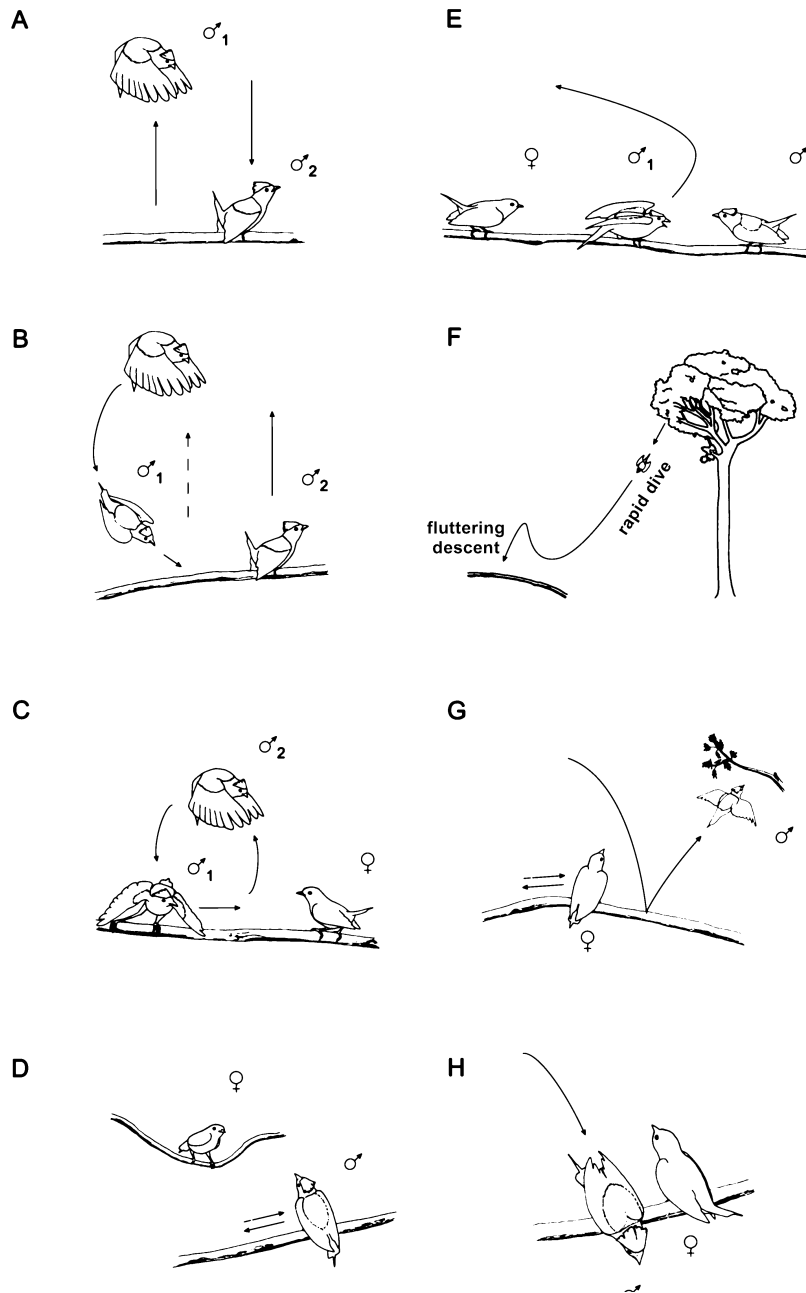 A
♂1
♂2
B
♂1
♂2
C
♂2
♂1
♀
D
♀
♂
E
♀
♂1
♂
F
rapid dive
fluttering
descent
G
♂
♀
H
♀
♂